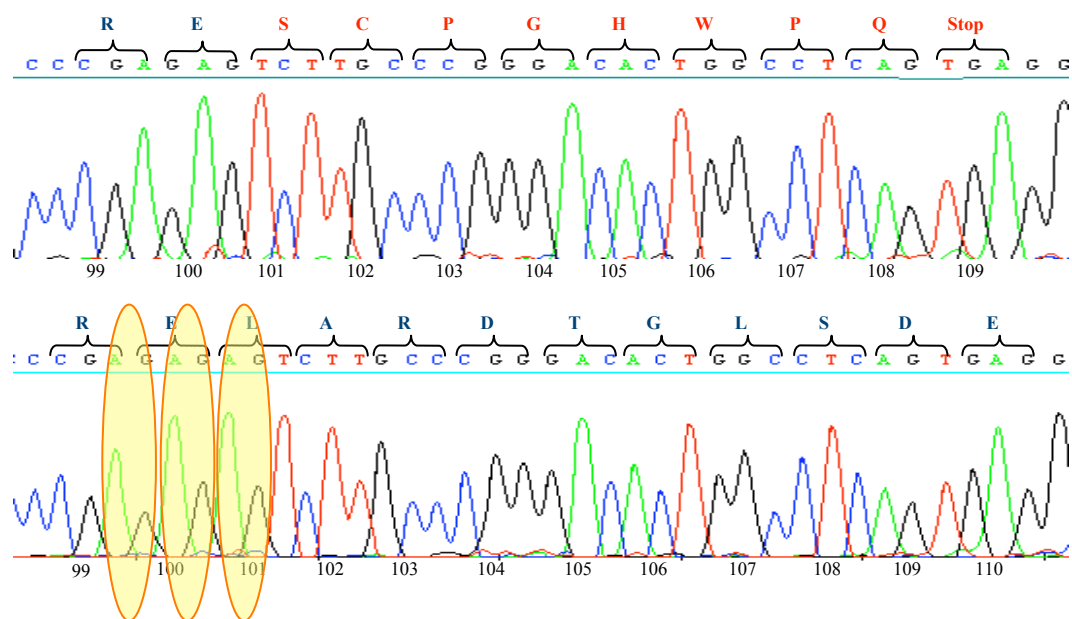 R E S C P G H W P Q Stop
C C C G A G A G T C T T G C C C G G G A C A C T G G C C T C A G T G A G G
99 100 101 102 103 104 105 106 107 108 109
R E L A R D T G L S D E
C C G A G A G A G T C T T G C C C G G G A C A C T G G C C T C A G T G A G G
99 100 101 102 103 104 105 106 107 108 109 110